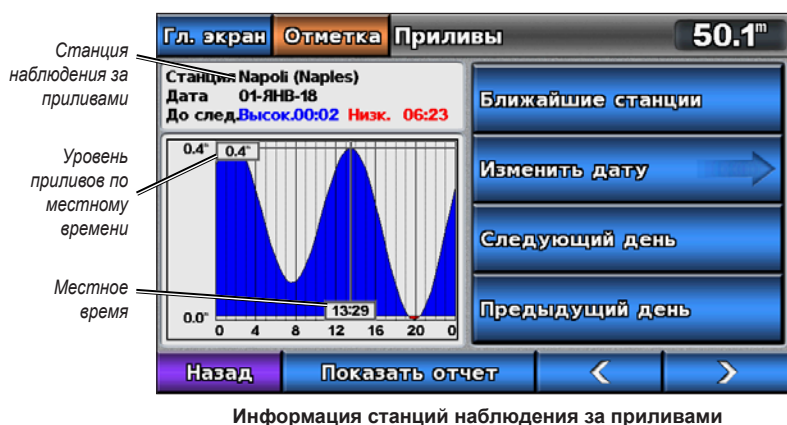 Гл. экран Отметка Приливы 50.1m
Станция
наблюдения за
приливами
Станция Napoli (Naples)
Дата 01-ЯНВ-18
До след.Высок.00:02 Низк. 06:23
Ближайшие станции
Уровень
приливов по
местному
времени
0.4" 0.4"
Изменить дату
Следующий день
Местное
время
13:29
0.0"
0 4 8 12 16 20 0
Предыдущий день
Назад Показать отчет < >
Информация станций наблюдения за приливами